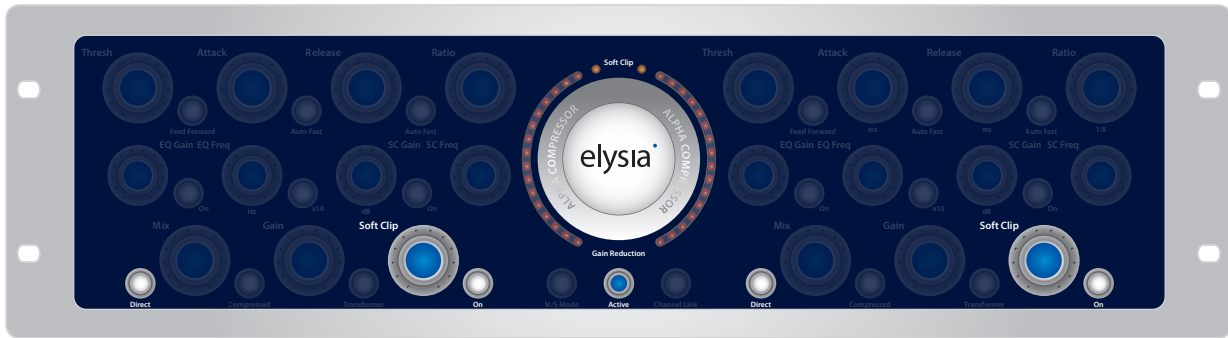 Thresh Attack Release Ratio Soft Clip Thresh Attack Release Ratio
Feed Forward Auto Fast Auto Fast Feed Forward ms Auto Fast ms Auto Fast 1:X
ALPHA COMPRESSOR ALPHA COMPRESSOR
elysia
EQ Gain EQ Freq SC Gain SC Freq EQ Gain EQ Freq SC Gain SC Freq
On Hz x10 dB On On Hz x10 dB On
Mix Gain Soft Clip Mix Gain Soft Clip
Gain Reduction
Direct Compressed Transformer On M/S Mode Active Channel Link Direct Compressed Transformer On